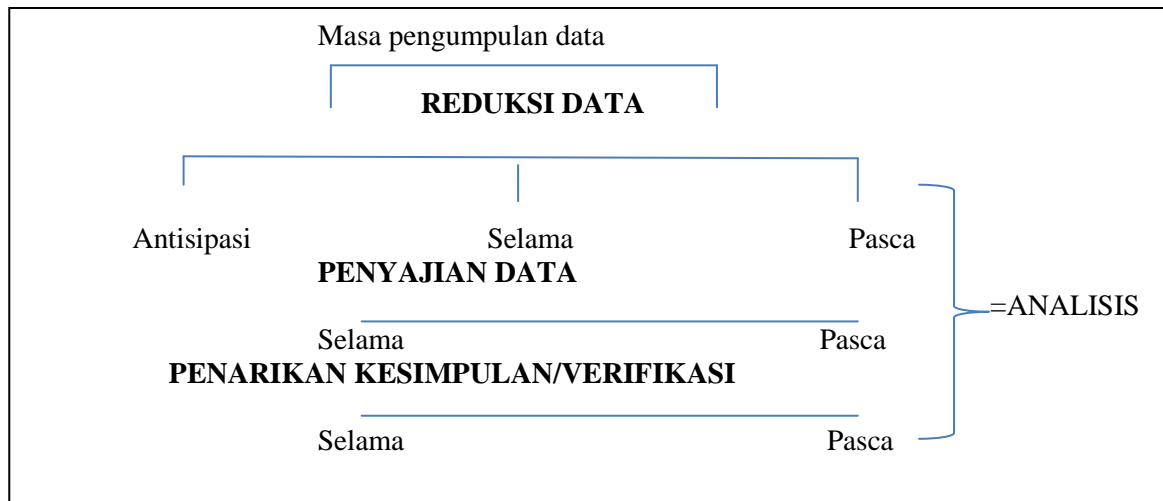 Masa pengumpulan data
REDUKSI DATA
Antisipasi Selama Pasca
PENYAJIAN DATA
=ANALISIS
Selama Pasca
PENARIKAN KESIMPULAN/VERIFIKASI
Selama Pasca